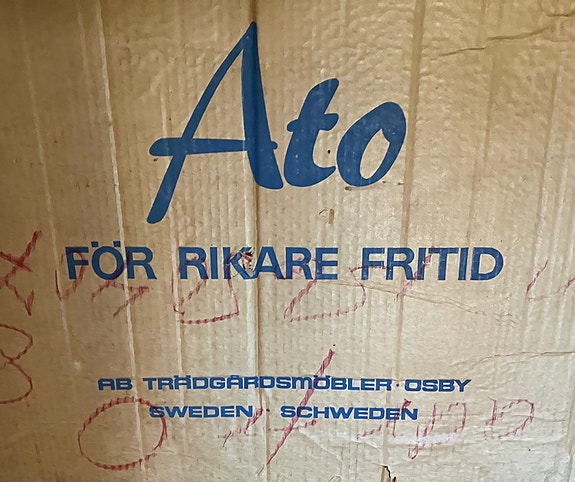 Ato
FÖR RIKARE FRITID
AB TRÄDGÅRDSMÖBLER · OSBY
SWEDEN · SCHWEDEN